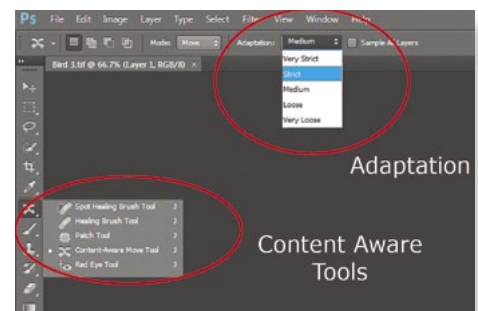 Ps File Edit Image Layer Type Select Filter View Window Help
Mode: Move Adaptation: Medium Sample All Layers
Bird 3.tif @ 66.7% (Layer 1, RGB/8) ×
Very Strict
Strict
Medium
Loose
Very Loose
Adaptation
Spot Healing Brush Tool J
Healing Brush Tool J
Patch Tool J
Content-Aware Move Tool J
Red Eye Tool J
Content Aware
Tools